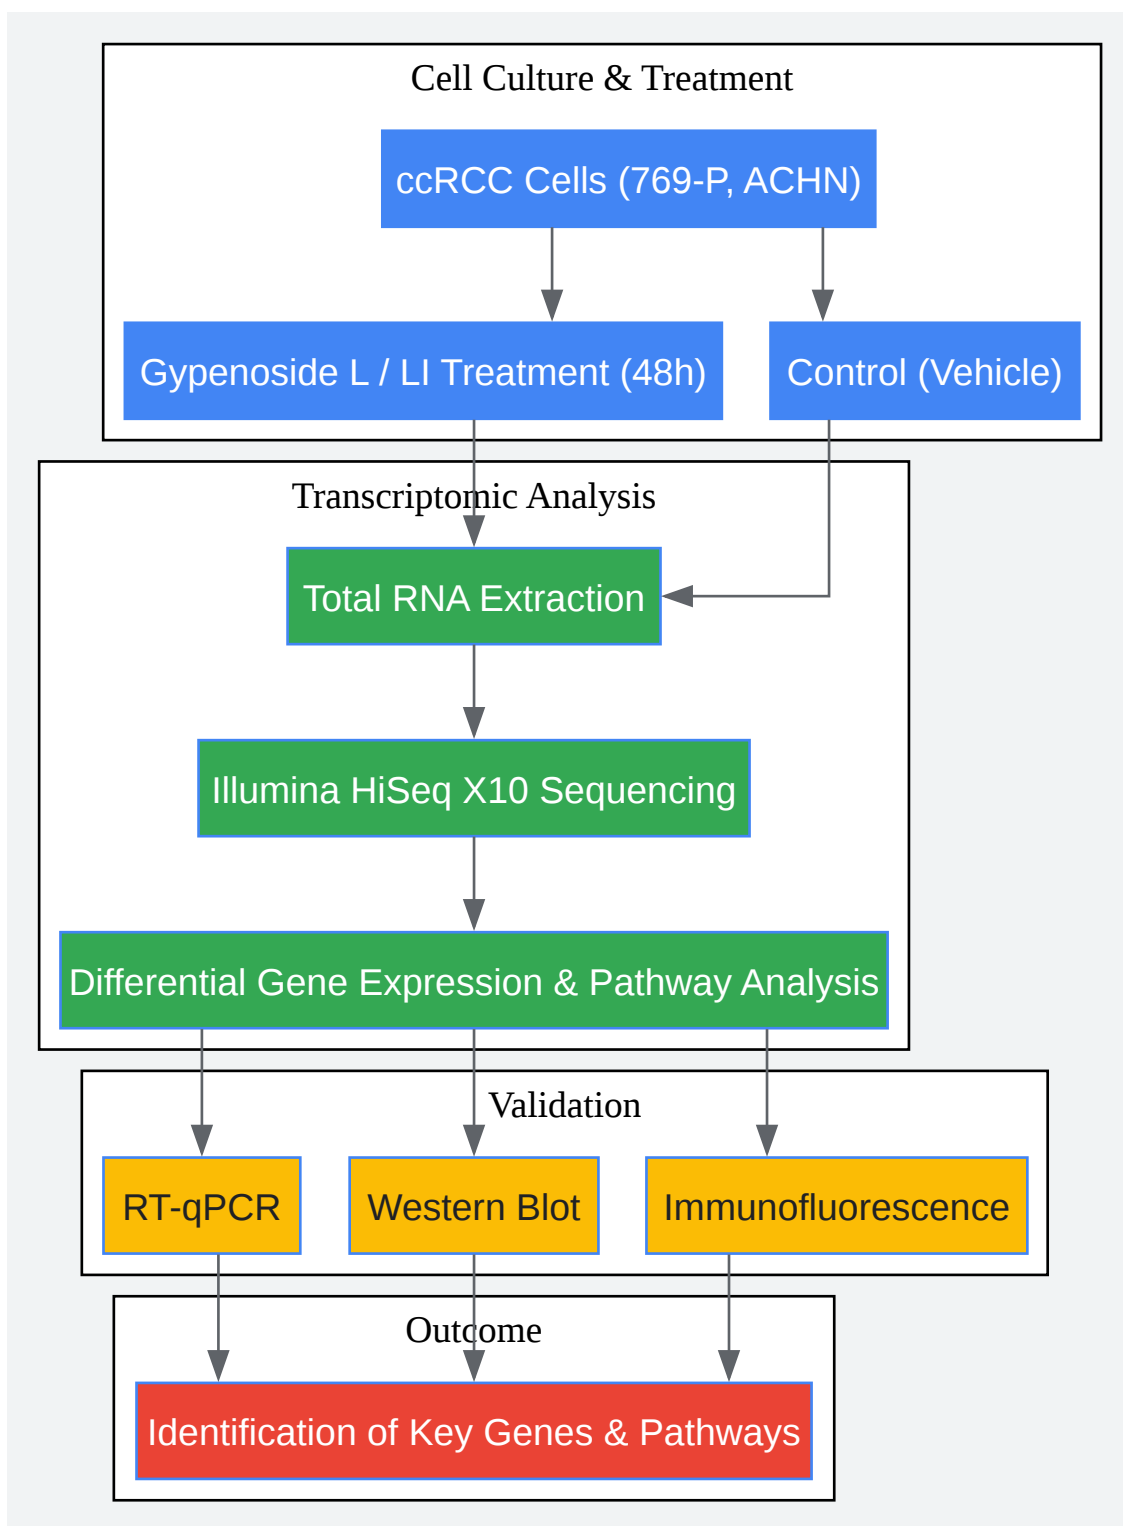 Cell Culture & Treatment
ccRCC Cells (769-P, ACHN)
Gypenoside L / LI Treatment (48h)
Control (Vehicle)
Transcriptomic Analysis
Total RNA Extraction
Illumina HiSeq X10 Sequencing
Differential Gene Expression & Pathway Analysis
Validation
RT-qPCR
Western Blot
Immunofluorescence
Outcome
Identification of Key Genes & Pathways